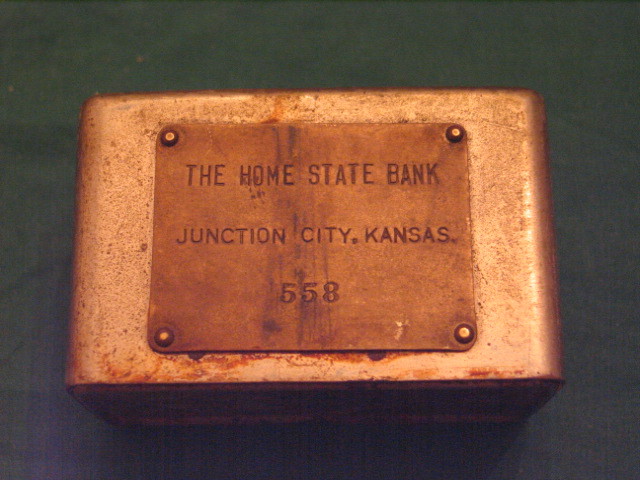 THE HOME STATE BANK
JUNCTION CITY, KANSAS.
558